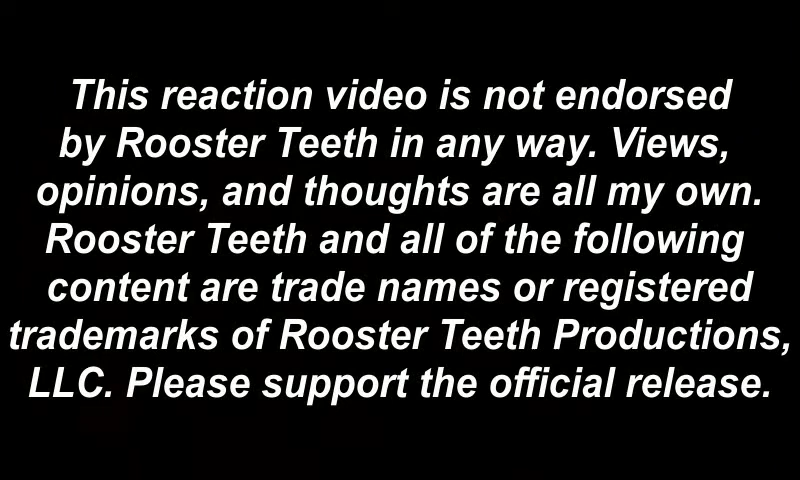 This reaction video is not endorsed
by Rooster Teeth in any way. Views,
opinions, and thoughts are all my own.
Rooster Teeth and all of the following
content are trade names or registered
trademarks of Rooster Teeth Productions,
LLC. Please support the official release.